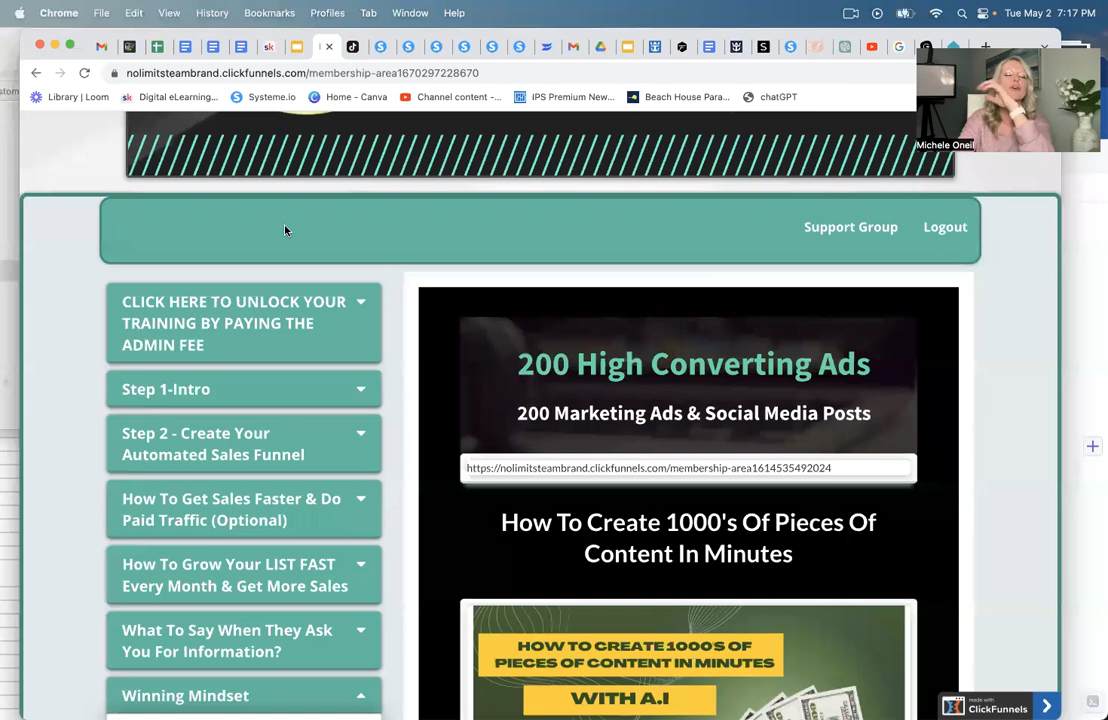 Chrome File Edit View History Bookmarks Profiles Tab Window Help
Tue May 2 7:17 PM
nolimitsteambrand.clickfunnels.com/membership-area1670297228670
Library | Loom
Digital eLearning...
Systeme.io
Home - Canva
Channel content -...
IPS Premium New...
Beach House Para...
chatGPT
Michele Oneil
Support Group
Logout
CLICK HERE TO UNLOCK YOUR
TRAINING BY PAYING THE
ADMIN FEE
Step 1-Intro
Step 2 - Create Your
Automated Sales Funnel
How To Get Sales Faster & Do
Paid Traffic (Optional)
How To Grow Your LIST FAST
Every Month & Get More Sales
What To Say When They Ask
You For Information?
Winning Mindset
200 High Converting Ads
200 Marketing Ads & Social Media Posts
https://nolimitsteambrand.clickfunnels.com/membership-area1614535492024
How To Create 1000's Of Pieces Of
Content In Minutes
HOW TO CREATE 1000'S OF
PIECES OF CONTENT IN MINUTES
WITH A.I
made with
ClickFunnels